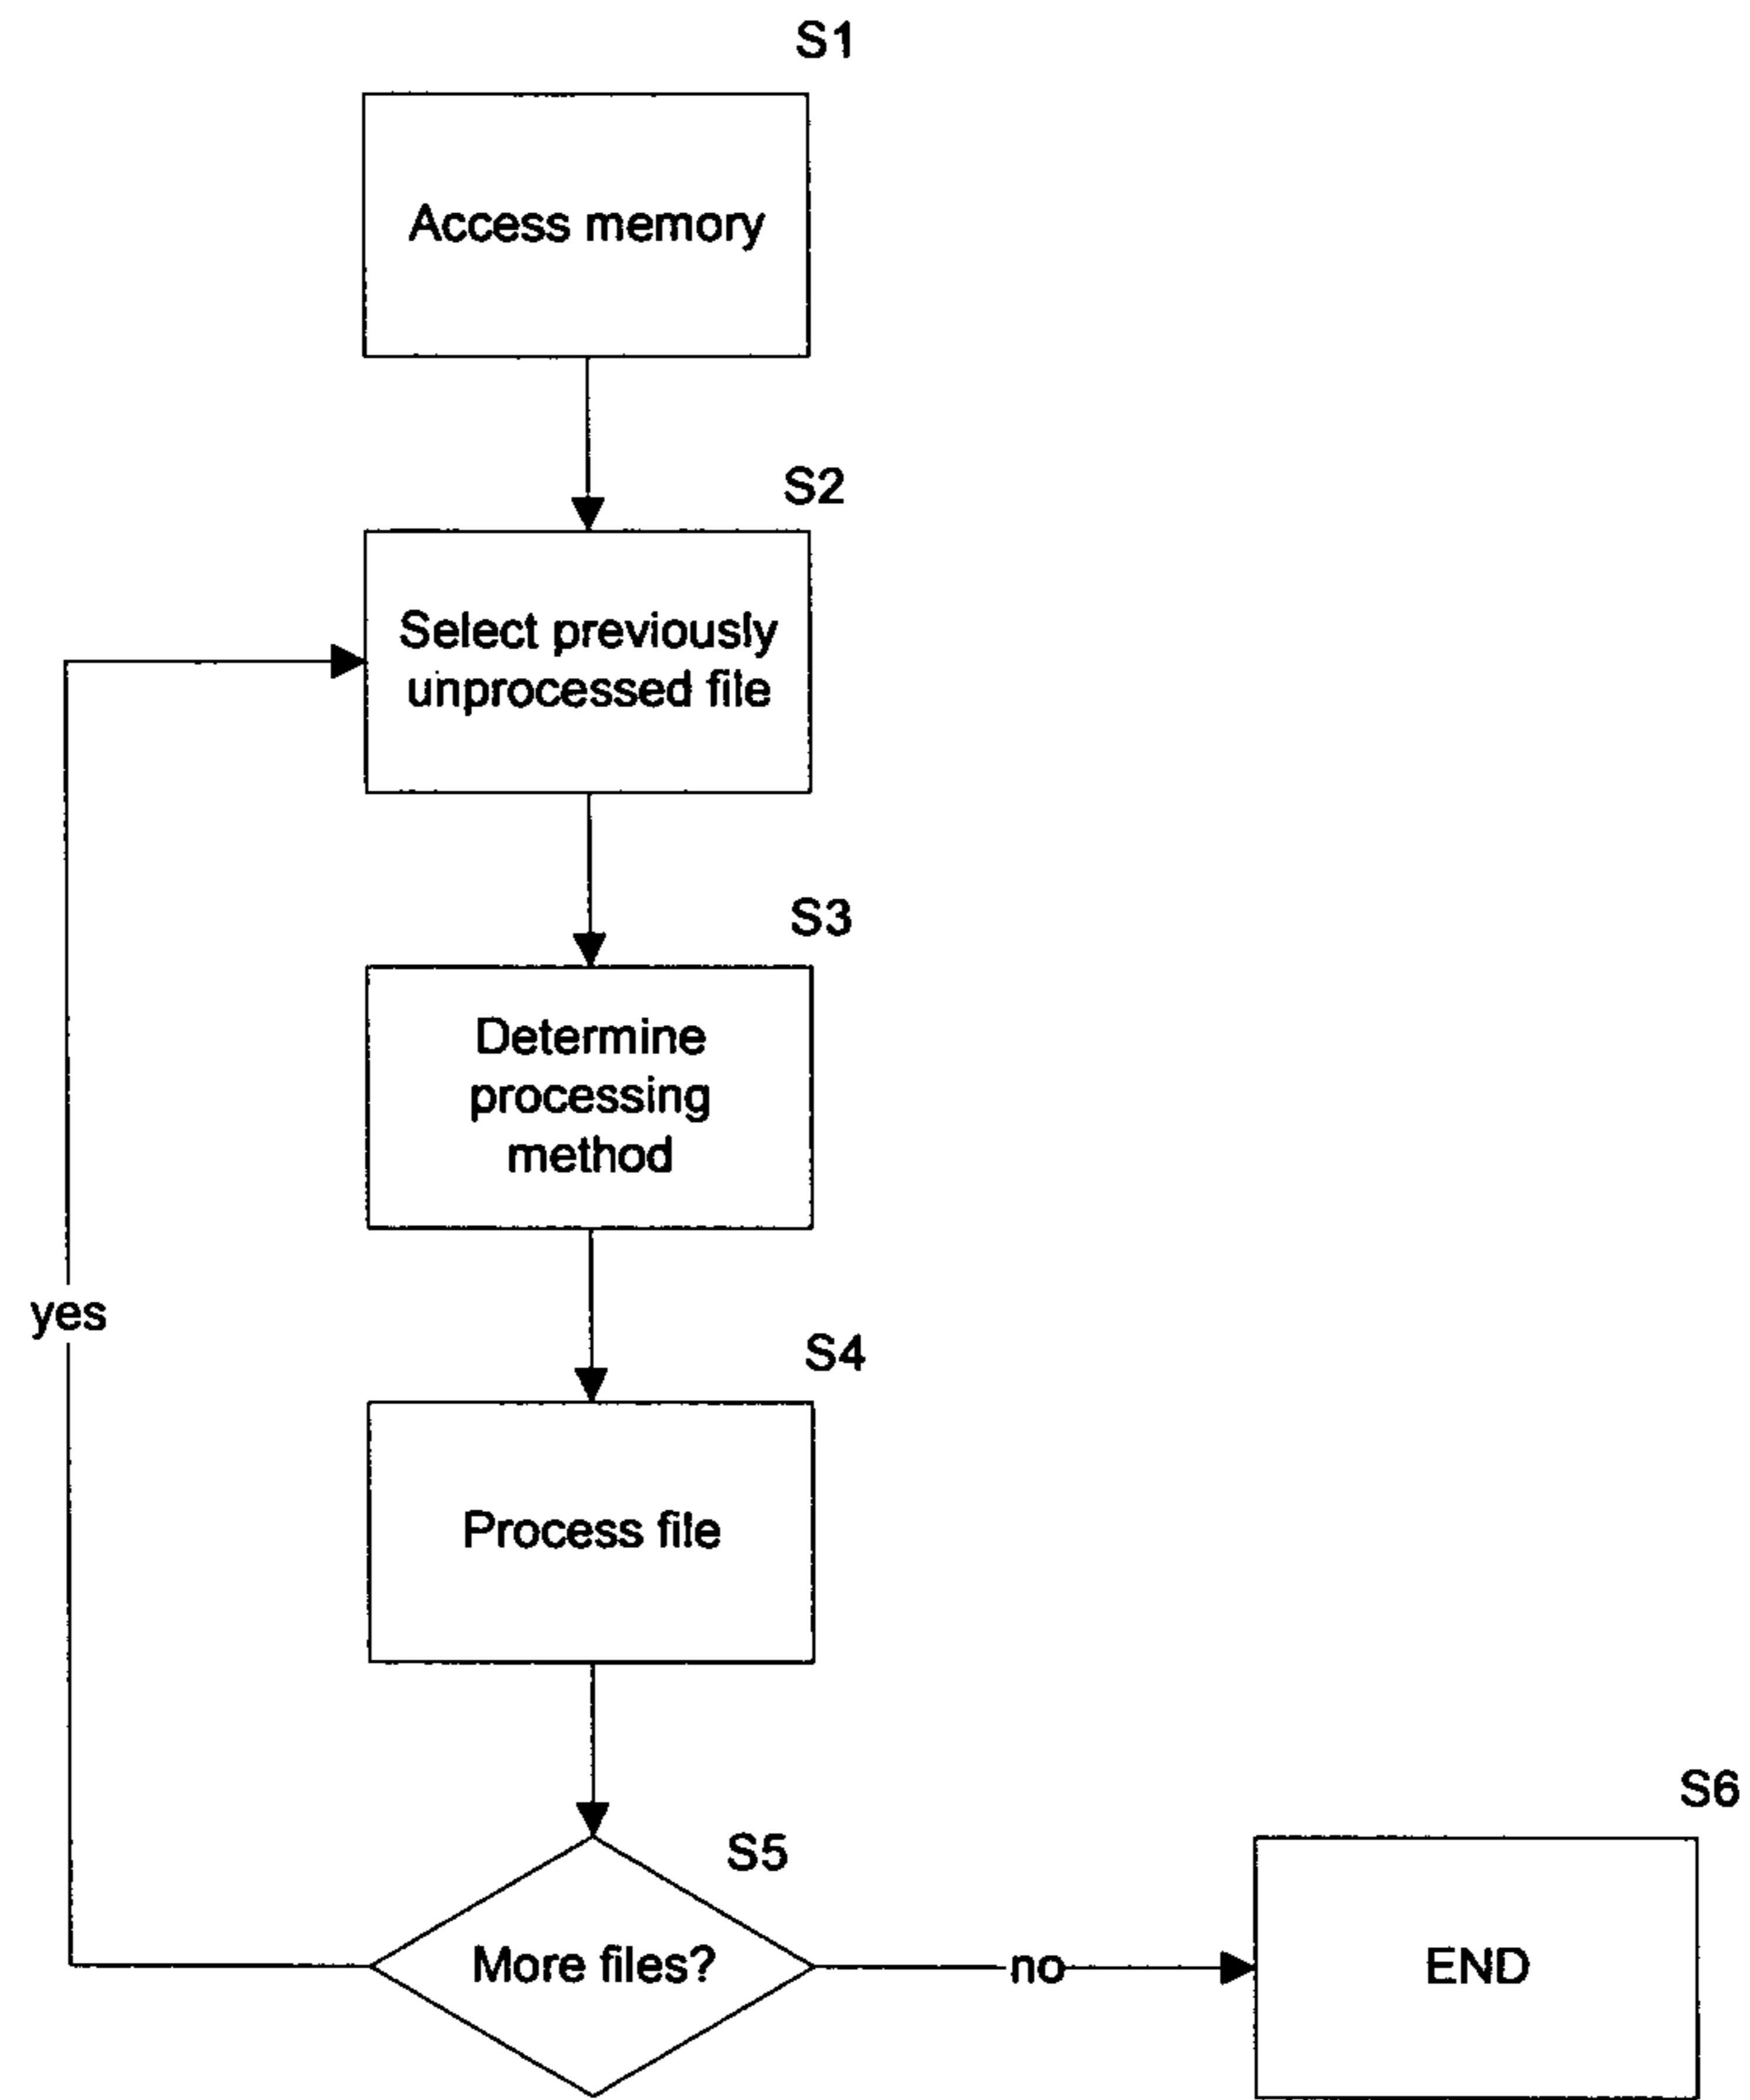 S1
Access memory
S2
Select previously
unprocessed file
S3
Determine
processing
method
yes
S4
Process file
S6
S5
More files?
no
END